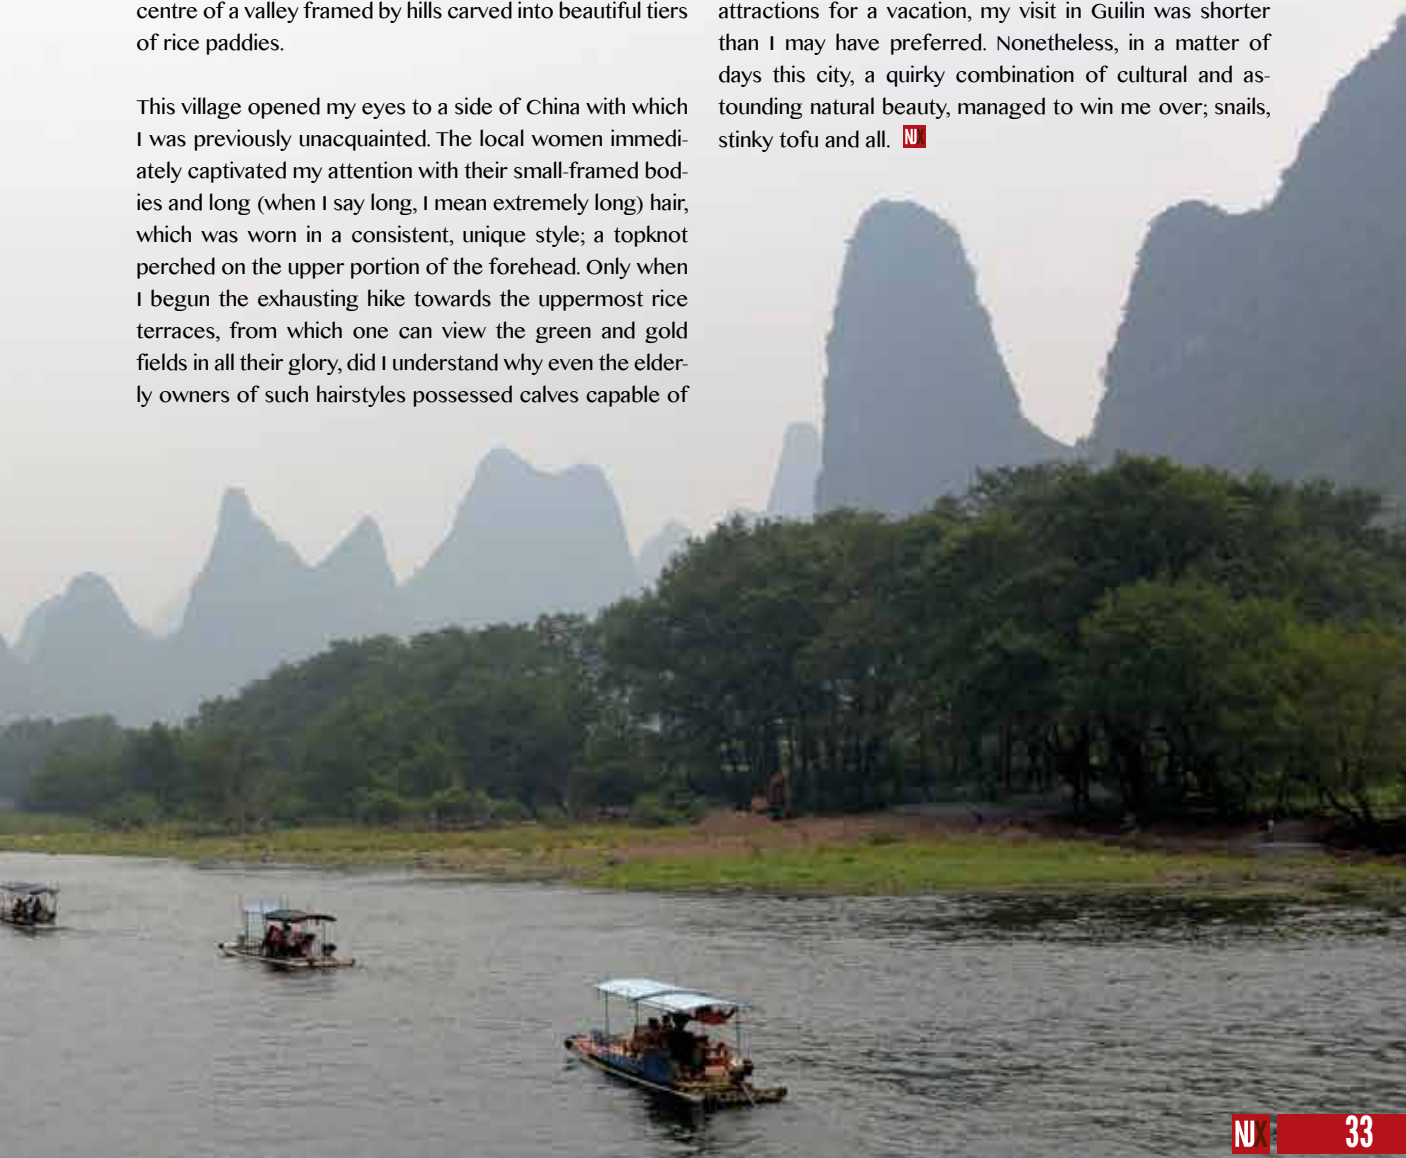 centre of a valley framed by hills carved into beautiful tiers
of rice paddies.
This village opened my eyes to a side of China with which
I was previously unacquainted. The local women immedi-
ately captivated my attention with their small-framed bod-
ies and long (when I say long, I mean extremely long) hair,
which was worn in a consistent, unique style; a topknot
perched on the upper portion of the forehead. Only when
I begun the exhausting hike towards the uppermost rice
terraces, from which one can view the green and gold
fields in all their glory, did I understand why even the elder-
ly owners of such hairstyles possessed calves capable of
attractions for a vacation, my visit in Guilin was shorter
than I may have preferred. Nonetheless, in a matter of
days this city, a quirky combination of cultural and as-
tounding natural beauty, managed to win me over; snails,
stinky tofu and all. NJX
NJX 33